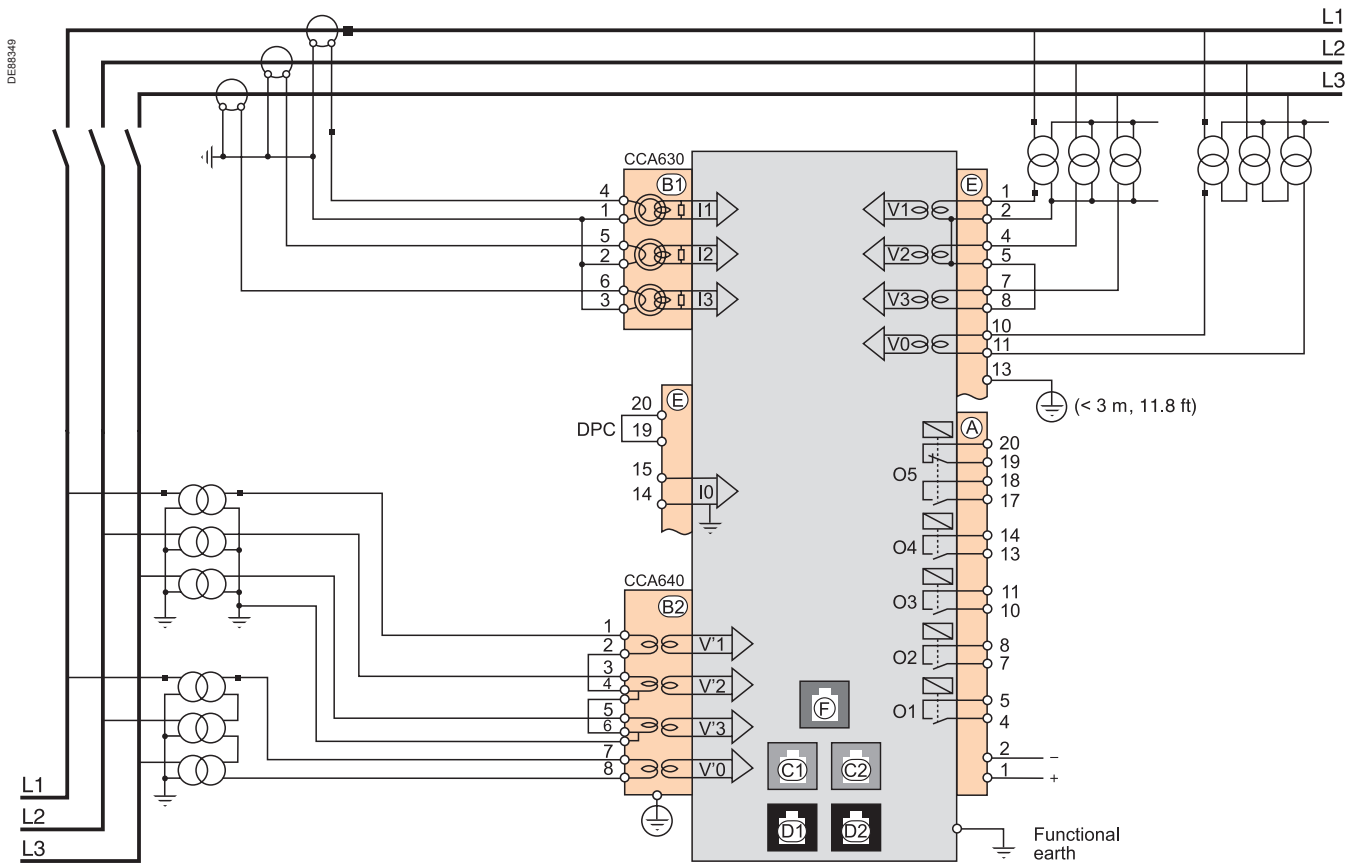 DE88349
L1
L2
L3
CCA630
B1
4
1
5
2
6
3
I1
I2
I3
E
V1
V2
V3
V0
1
2
4
5
7
8
10
11
13
(< 3 m, 11.8 ft)
E
20
DPC 19
15
14
I0
A
20
19
18
17
O5
14
13
O4
11
10
O3
8
7
O2
5
4
O1
2 –
1 +
CCA640
B2
1
2
3
4
5
6
7
8
V'1
V'2
V'3
V'0
F
C1 C2
D1 D2
L1
L2
L3
Functional
earth